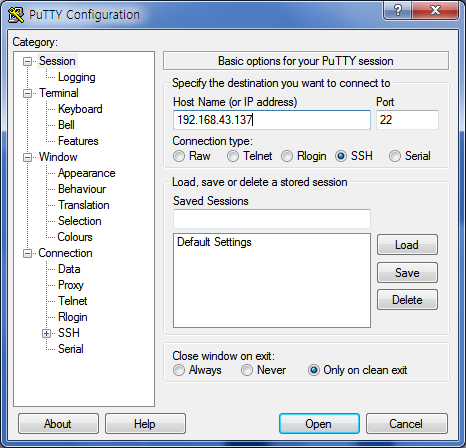 PuTTY Configuration
Category:
Session
Logging
Terminal
Keyboard
Bell
Features
Window
Appearance
Behaviour
Translation
Selection
Colours
Connection
Data
Proxy
Telnet
Rlogin
SSH
Serial
Basic options for your PuTTY session
Specify the destination you want to connect to
Host Name (or IP address) Port
192.168.43.137 22
Connection type:
Raw Telnet Rlogin SSH Serial
Load, save or delete a stored session
Saved Sessions
Default Settings
Load
Save
Delete
Close window on exit:
Always Never Only on clean exit
About Help Open Cancel